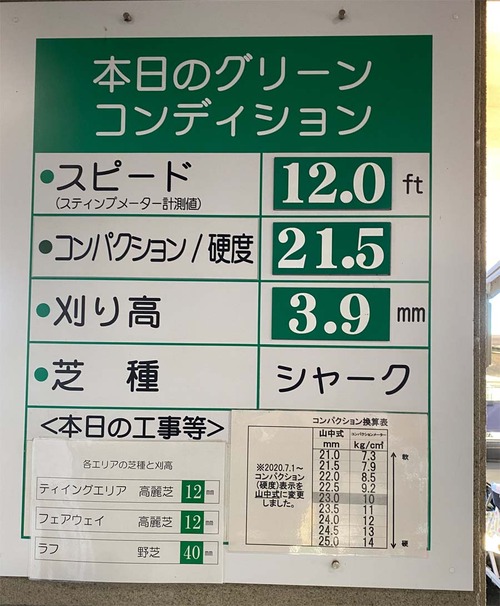 本日のグリーン
コンディション
●スピード 12.0 ft
(スティンプメーター計測値)
●コンパクション/硬度 21.5
●刈り高 3.9 mm
●芝 種 シャーク
<本日の工事等>
各エリアの芝種と刈高
ティイングエリア 高麗芝 12 mm
フェアウェイ 高麗芝 12 mm
ラフ 野芝 40 mm
コンパクション換算表
山中式 コンパクションメーター
mm kg/c㎡
21.0 7.3 軟
21.5 7.9
22.0 8.5
22.5 9.2
23.0 10
23.5 11
24.0 12
24.5 13
25.0 14 硬
※2020.7.1~
コンパクション
(硬度)表示を
山中式に変更
しました。